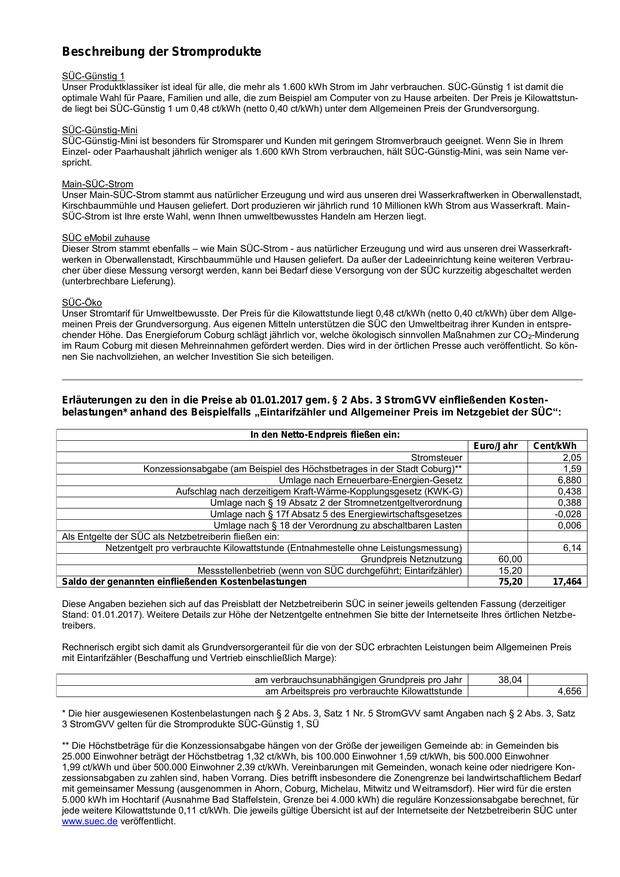 Beschreibung der Stromprodukte
SÜC-Günstig 1
Unser Produktklassiker ist ideal für alle, die mehr als 1.600 kWh Strom im Jahr verbrauchen. SÜC-Günstig 1 ist damit die
optimale Wahl für Paare, Familien und alle, die zum Beispiel am Computer von zu Hause arbeiten. Der Preis je Kilowattstun-
de liegt bei SÜC-Günstig 1 um 0,48 ct/kWh (netto 0,40 ct/kWh) unter dem Allgemeinen Preis der Grundversorgung.
SÜC-Günstig-Mini
SÜC-Günstig-Mini ist besonders für Stromsparer und Kunden mit geringem Stromverbrauch geeignet. Wenn Sie in Ihrem
Einzel- oder Paarhaushalt jährlich weniger als 1.600 kWh Strom verbrauchen, hält SÜC-Günstig-Mini, was sein Name ver-
spricht.
Main-SÜC-Strom
Unser Main-SÜC-Strom stammt aus natürlicher Erzeugung und wird aus unseren drei Wasserkraftwerken in Oberwallenstadt,
Kirschbaummühle und Hausen geliefert. Dort produzieren wir jährlich rund 10 Millionen kWh Strom aus Wasserkraft. Main-
SÜC-Strom ist Ihre erste Wahl, wenn Ihnen umweltbewusstes Handeln am Herzen liegt.
SÜC eMobil zuhause
Dieser Strom stammt ebenfalls – wie Main SÜC-Strom - aus natürlicher Erzeugung und wird aus unseren drei Wasserkraft-
werken in Oberwallenstadt, Kirschbaummühle und Hausen geliefert. Da außer der Ladeeinrichtung keine weiteren Verbrau-
cher über diese Messung versorgt werden, kann bei Bedarf diese Versorgung von der SÜC kurzzeitig abgeschaltet werden
(unterbrechbare Lieferung).
SÜC-Öko
Unser Stromtarif für Umweltbewusste. Der Preis für die Kilowattstunde liegt 0,48 ct/kWh (netto 0,40 ct/kWh) über dem Allge-
meinen Preis der Grundversorgung. Aus eigenen Mitteln unterstützen die SÜC den Umweltbeitrag ihrer Kunden in entspre-
chender Höhe. Das Energieforum Coburg schlägt jährlich vor, welche ökologisch sinnvollen Maßnahmen zur CO₂-Minderung
im Raum Coburg mit diesen Mehreinnahmen gefördert werden. Dies wird in der örtlichen Presse auch veröffentlicht. So kön-
nen Sie nachvollziehen, an welcher Investition Sie sich beteiligen.
Erläuterungen zu den in die Preise ab 01.01.2017 gem. § 2 Abs. 3 StromGVV einfließenden Kosten-
belastungen* anhand des Beispielfalls „Eintarifzähler und Allgemeiner Preis im Netzgebiet der SÜC“:
In den Netto-Endpreis fließen ein:
Euro/Jahr Cent/kWh
Stromsteuer 2,05
Konzessionsabgabe (am Beispiel des Höchstbetrages in der Stadt Coburg)** 1,59
Umlage nach Erneuerbare-Energien-Gesetz 6,880
Aufschlag nach derzeitigem Kraft-Wärme-Kopplungsgesetz (KWK-G) 0,438
Umlage nach § 19 Absatz 2 der Stromnetzentgeltverordnung 0,388
Umlage nach § 17f Absatz 5 des Energiewirtschaftsgesetzes -0,028
Umlage nach § 18 der Verordnung zu abschaltbaren Lasten 0,006
Als Entgelte der SÜC als Netzbetreiberin fließen ein:
Netzentgelt pro verbrauchte Kilowattstunde (Entnahmestelle ohne Leistungsmessung) 6,14
Grundpreis Netznutzung 60,00
Messstellenbetrieb (wenn von SÜC durchgeführt; Eintarifzähler) 15,20
Saldo der genannten einfließenden Kostenbelastungen 75,20 17,464
Diese Angaben beziehen sich auf das Preisblatt der Netzbetreiberin SÜC in seiner jeweils geltenden Fassung (derzeitiger
Stand: 01.01.2017). Weitere Details zur Höhe der Netzentgelte entnehmen Sie bitte der Internetseite Ihres örtlichen Netzbe-
treibers.
Rechnerisch ergibt sich damit als Grundversorgeranteil für die von der SÜC erbrachten Leistungen beim Allgemeinen Preis
mit Eintarifzähler (Beschaffung und Vertrieb einschließlich Marge):
am verbrauchsunabhängigen Grundpreis pro Jahr 38,04
am Arbeitspreis pro verbrauchte Kilowattstunde 4,656
* Die hier ausgewiesenen Kostenbelastungen nach § 2 Abs. 3, Satz 1 Nr. 5 StromGVV samt Angaben nach § 2 Abs. 3, Satz
3 StromGVV gelten für die Stromprodukte SÜC-Günstig 1, SÜ
** Die Höchstbeträge für die Konzessionsabgabe hängen von der Größe der jeweiligen Gemeinde ab: in Gemeinden bis
25.000 Einwohner beträgt der Höchstbetrag 1,32 ct/kWh, bis 100.000 Einwohner 1,59 ct/kWh, bis 500.000 Einwohner
1,99 ct/kWh und über 500.000 Einwohner 2,39 ct/kWh. Vereinbarungen mit Gemeinden, wonach keine oder niedrigere Kon-
zessionsabgaben zu zahlen sind, haben Vorrang. Dies betrifft insbesondere die Zonengrenze bei landwirtschaftlichem Bedarf
mit gemeinsamer Messung (ausgenommen in Ahorn, Coburg, Michelau, Mitwitz und Weitramsdorf). Hier wird für die ersten
5.000 kWh im Hochtarif (Ausnahme Bad Staffelstein, Grenze bei 4.000 kWh) die reguläre Konzessionsabgabe berechnet, für
jede weitere Kilowattstunde 0,11 ct/kWh. Die jeweils gültige Übersicht ist auf der Internetseite der Netzbetreiberin SÜC unter
www.suec.de veröffentlicht.